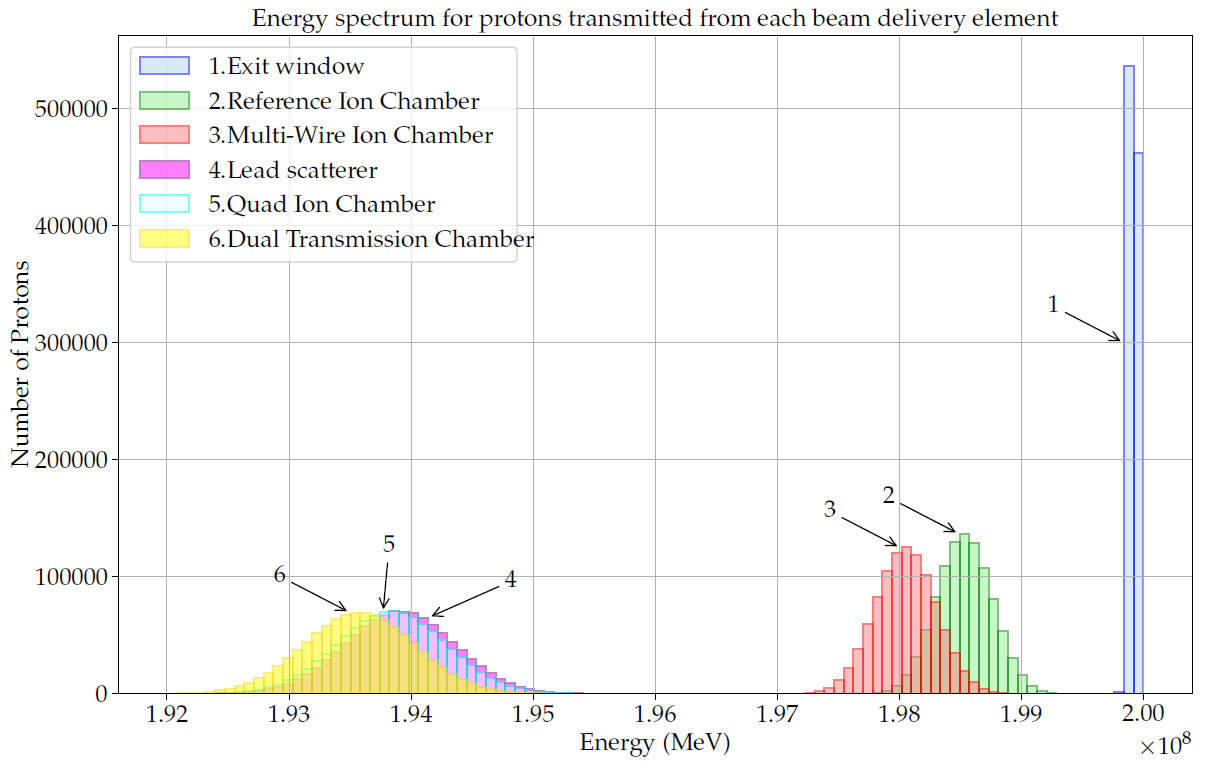 Energy spectrum for protons transmitted from each beam delivery element
1.Exit window
2.Reference Ion Chamber
3.Multi-Wire Ion Chamber
4.Lead scatterer
5.Quad Ion Chamber
6.Dual Transmission Chamber
Number of Protons
500000
400000
300000
200000
100000
0
1
2
3
4
5
6
1.92 1.93 1.94 1.95 1.96 1.97 1.98 1.99 2.00
×10⁸
Energy (MeV)